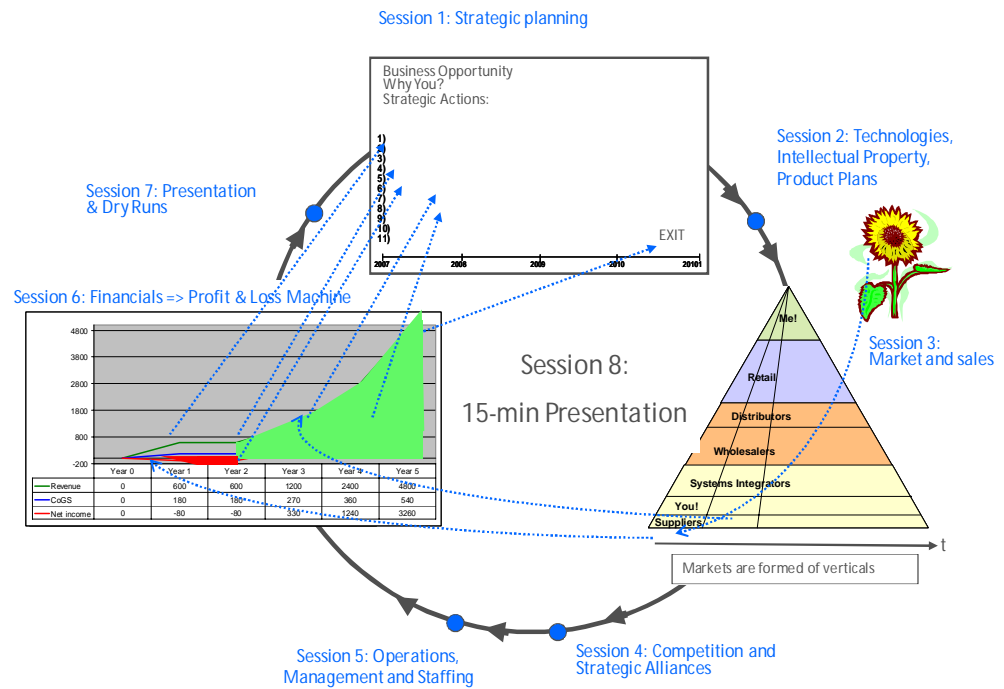 Session 1: Strategic planning
Business Opportunity
Why You?
Strategic Actions:
1)
2)
3)
4)
5)
6)
7)
8)
9)
10)
11)
EXIT
2007 2008 2009 2010 20101
Session 2: Technologies,
Intellectual Property,
Product Plans
Session 7: Presentation
& Dry Runs
Session 6: Financials => Profit & Loss Machine
4800
3800
2800
1800
800
-200
Year 0 Year 1 Year 2 Year 3 Year 4 Year 5
Revenue 0 600 600 1200 2400 4800
CoGS 0 180 180 270 360 540
Net income 0 -80 -80 330 1240 3260
Session 8:
15-min Presentation
Me!
Retail
Distributors
Wholesalers
Systems Integrators
You!
Suppliers
t
Markets are formed of verticals
Session 3:
Market and sales
Session 4: Competition and
Strategic Alliances
Session 5: Operations,
Management and Staffing